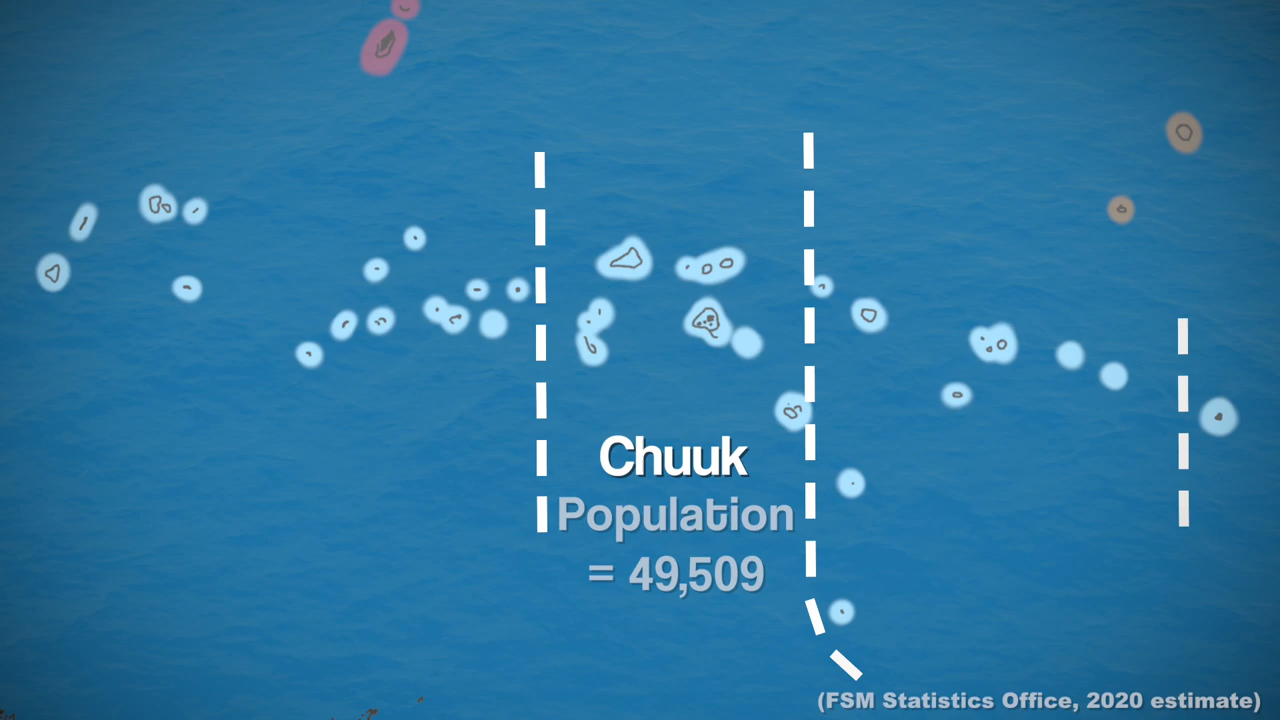 Chuuk
Population
= 49,509
(FSM Statistics Office, 2020 estimate)